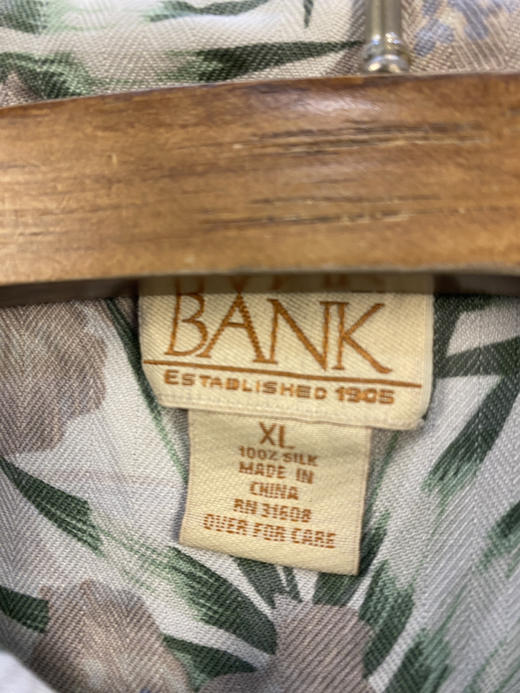 BANK
ESTABLISHED 1905
XL
100% SILK
MADE IN
CHINA
RN 31608
OVER FOR CARE